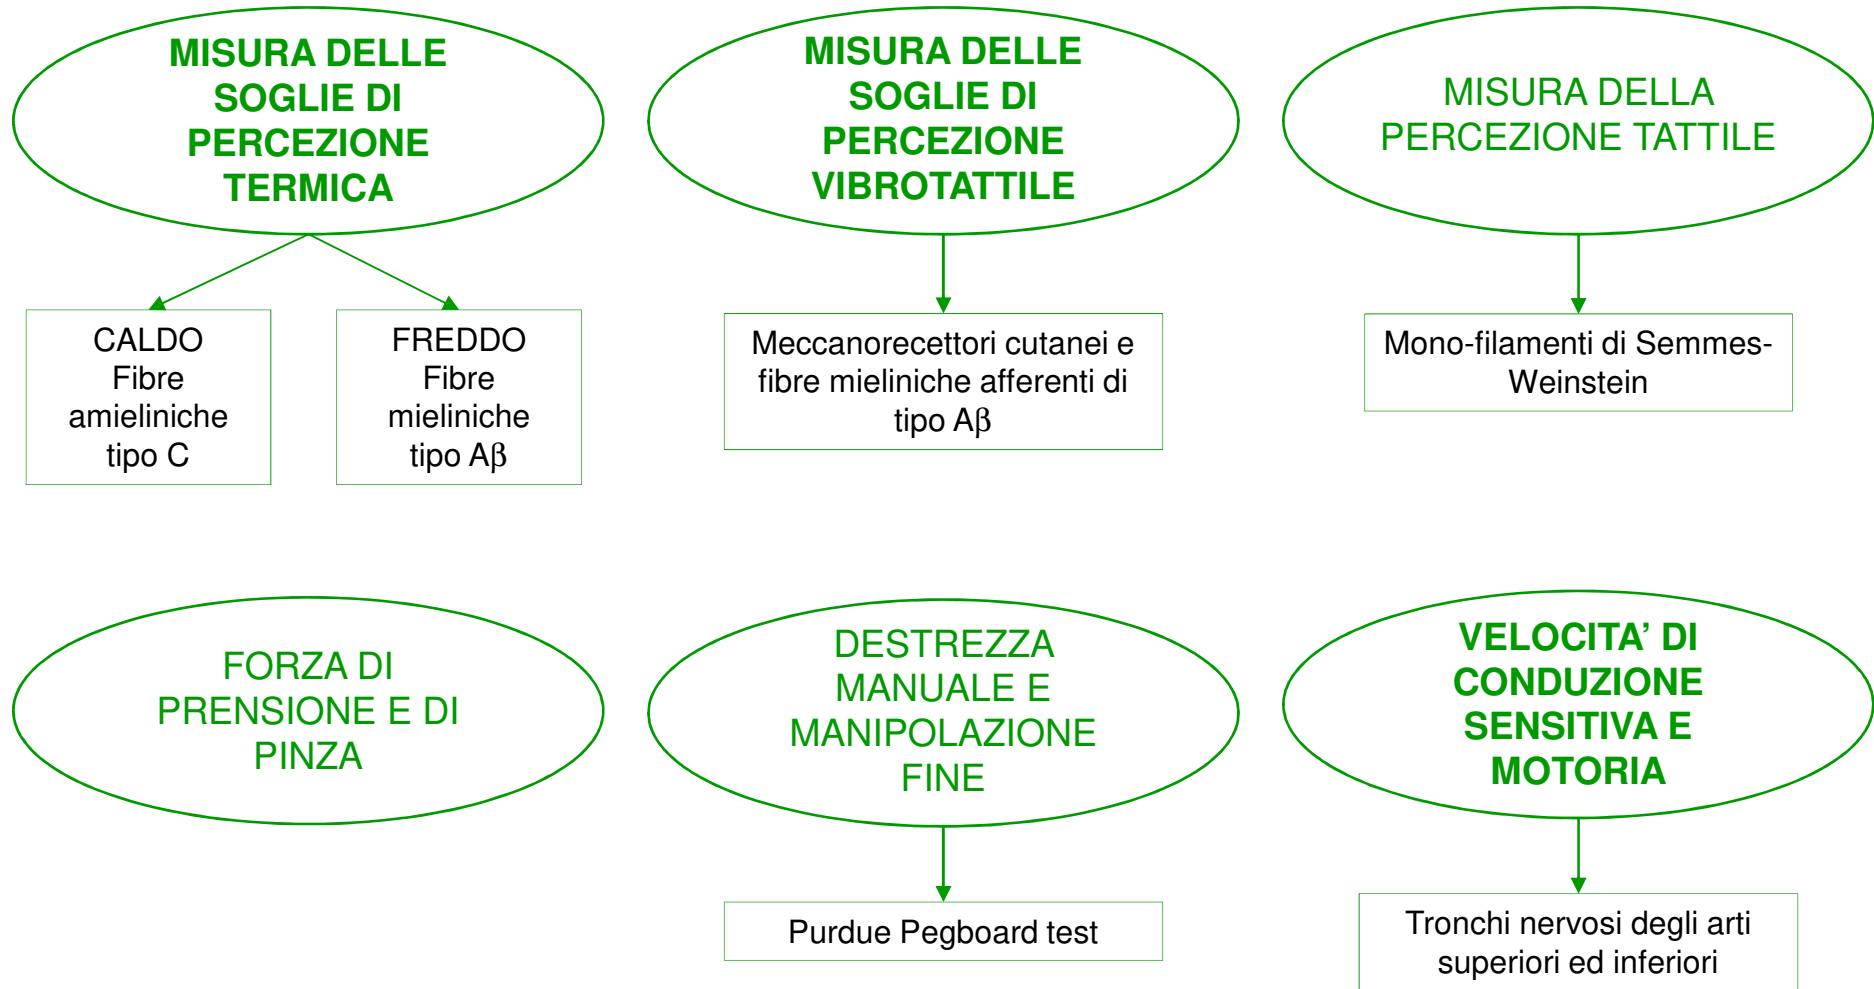 MISURA DELLE
SOGLIE DI
PERCEZIONE
TERMICA
MISURA DELLE
SOGLIE DI
PERCEZIONE
VIBROTATTILE
MISURA DELLA
PERCEZIONE TATTILE
CALDO
Fibre
amieliniche
tipo C
FREDDO
Fibre
mieliniche
tipo Aβ
Meccanorecettori cutanei e
fibre mieliniche afferenti di
tipo Aβ
Mono-filamenti di Semmes-
Weinstein
FORZA DI
PRENSIONE E DI
PINZA
DESTREZZA
MANUALE E
MANIPOLAZIONE
FINE
VELOCITA’ DI
CONDUZIONE
SENSITIVA E
MOTORIA
Purdue Pegboard test
Tronchi nervosi degli arti
superiori ed inferiori